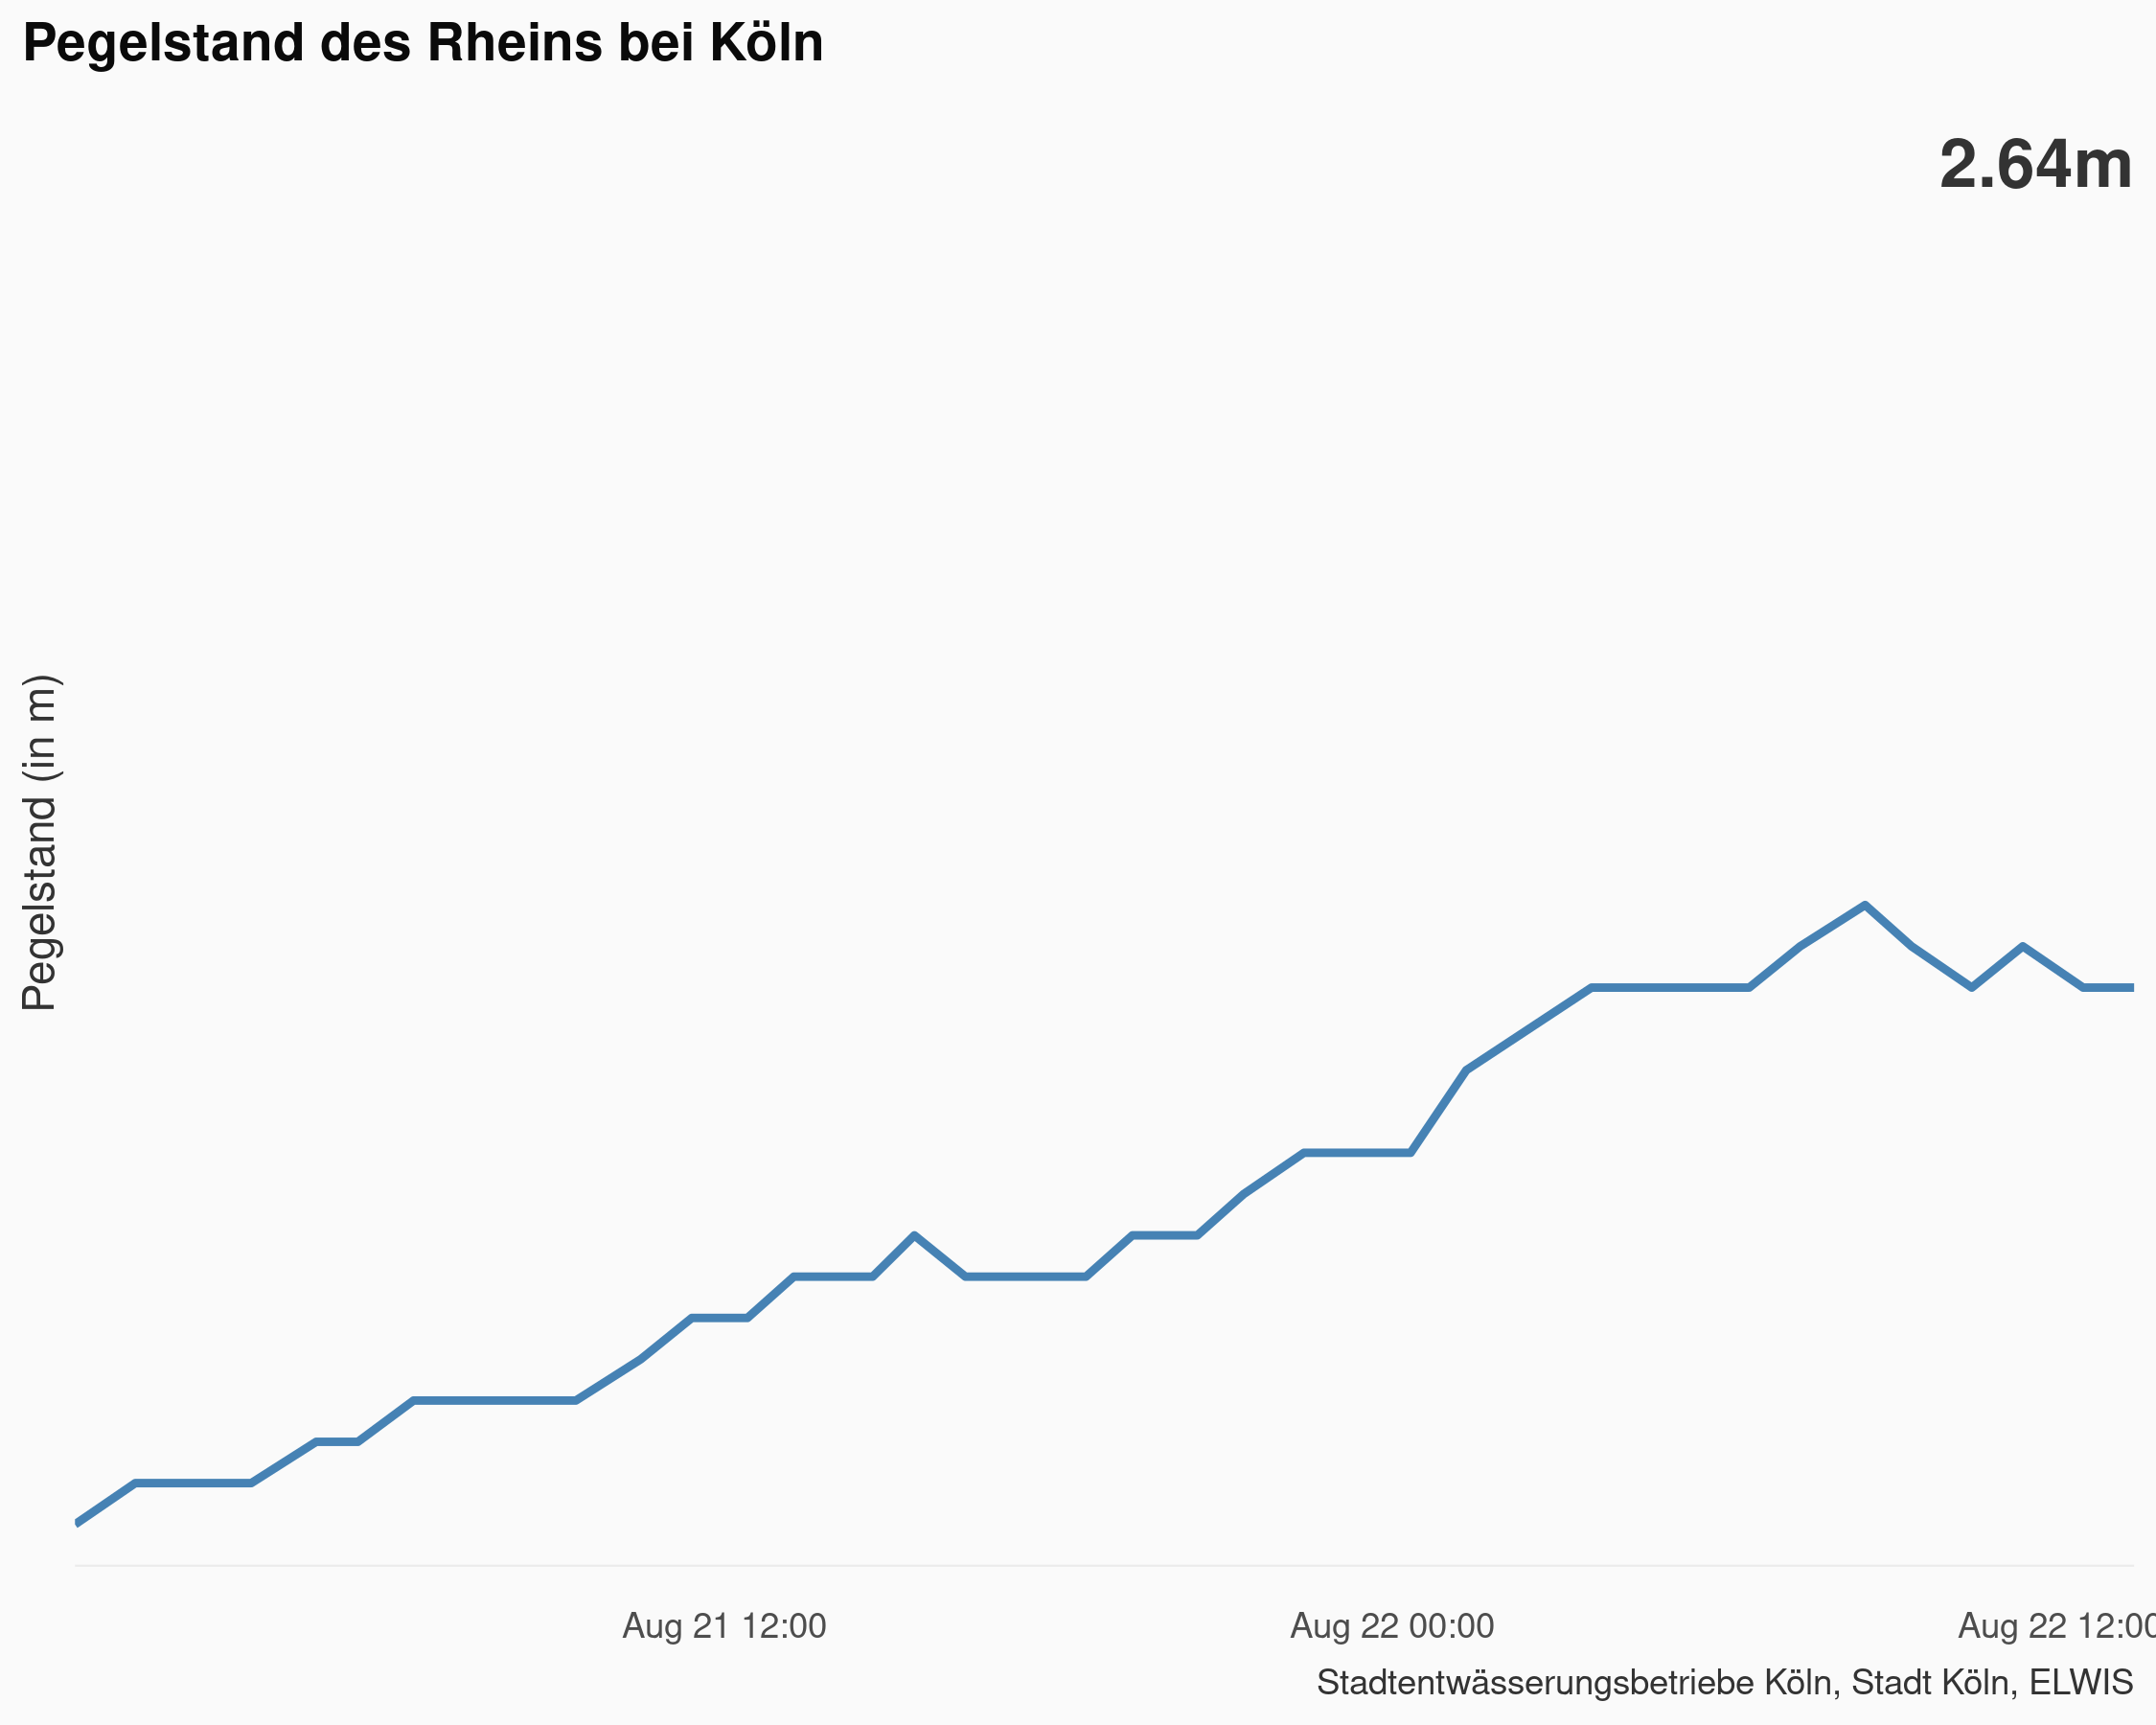 Pegelstand des Rheins bei Köln
2.64m
Pegelstand (in m)
Aug 21 12:00
Aug 22 00:00
Aug 22 12:00
Stadtentwässerungsbetriebe Köln, Stadt Köln, ELWIS